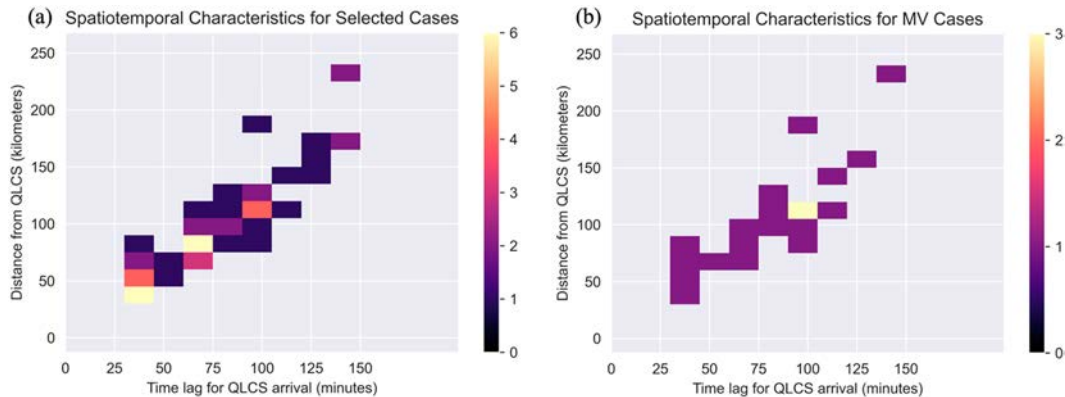 (a) Spatiotemporal Characteristics for Selected Cases
250
200
150
100
50
0
Distance from QLCS (kilometers)
0 25 50 75 100 125 150
Time lag for QLCS arrival (minutes)
6
5
4
3
2
1
0
(b) Spatiotemporal Characteristics for MV Cases
250
200
150
100
50
0
Distance from QLCS (kilometers)
0 25 50 75 100 125 150
Time lag for QLCS arrival (minutes)
3
2
1
0